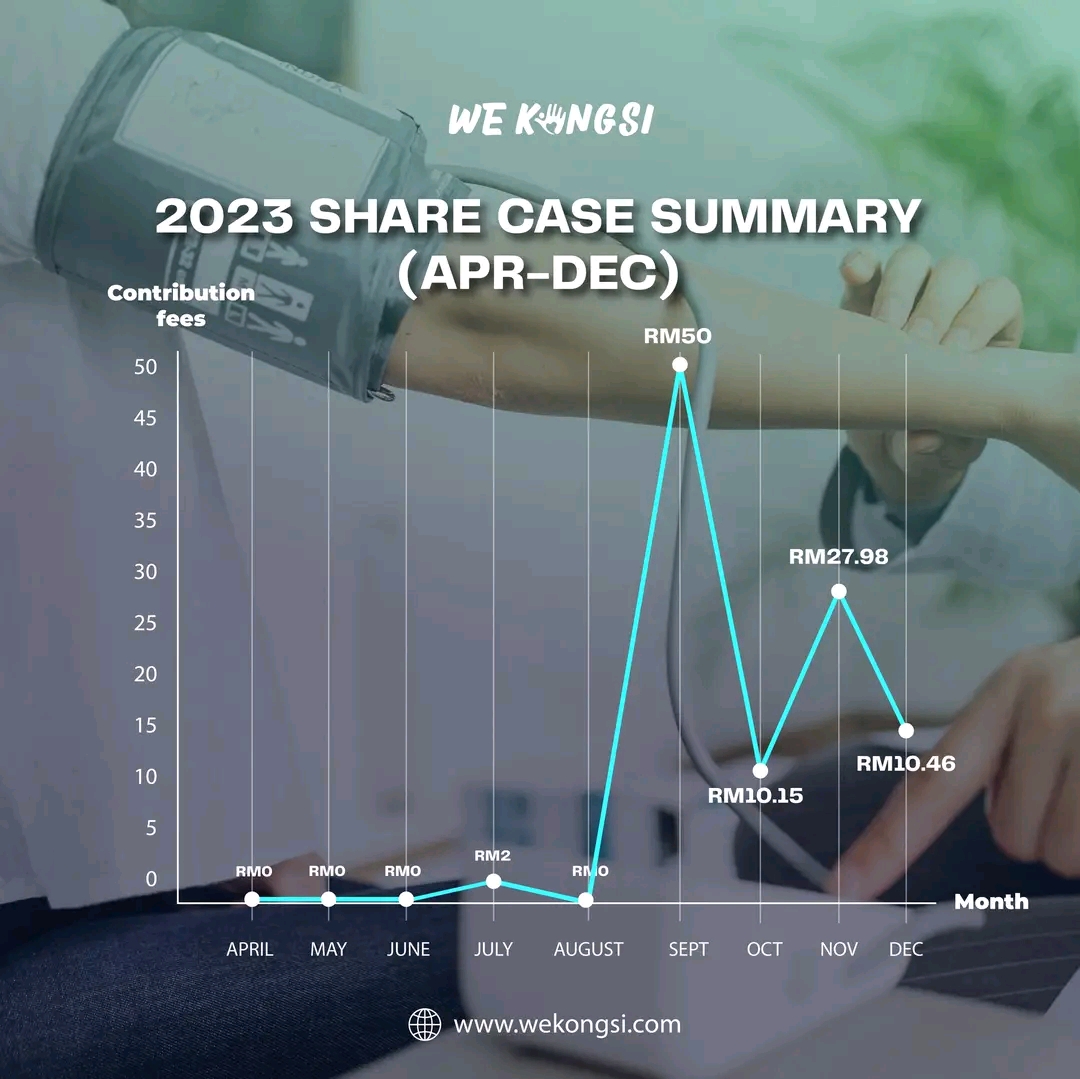 WE KONGSI
2023 SHARE CASE SUMMARY
(APR-DEC)
Contribution
fees
50
45
40
35
30
25
20
15
10
5
0
RM0
RM0
RM0
RM2
RM0
RM50
RM10.15
RM27.98
RM10.46
Month
APRIL
MAY
JUNE
JULY
AUGUST
SEPT
OCT
NOV
DEC
www.wekongsi.com